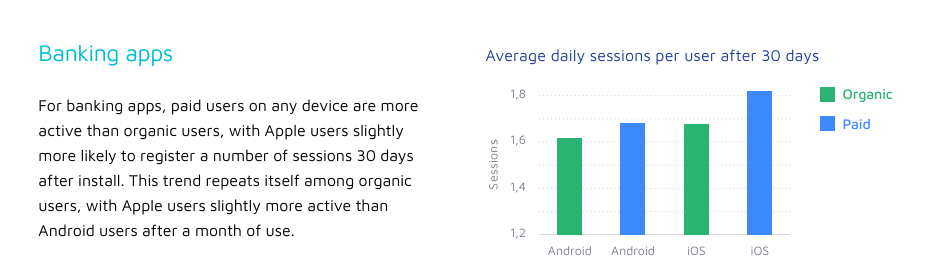 Banking apps
For banking apps, paid users on any device are more
active than organic users, with Apple users slightly
more likely to register a number of sessions 30 days
after install. This trend repeats itself among organic
users, with Apple users slightly more active than
Android users after a month of use.
Average daily sessions per user after 30 days
Sessions
1,8
1,6
1,4
1,2
Android Android iOS iOS
Organic
Paid